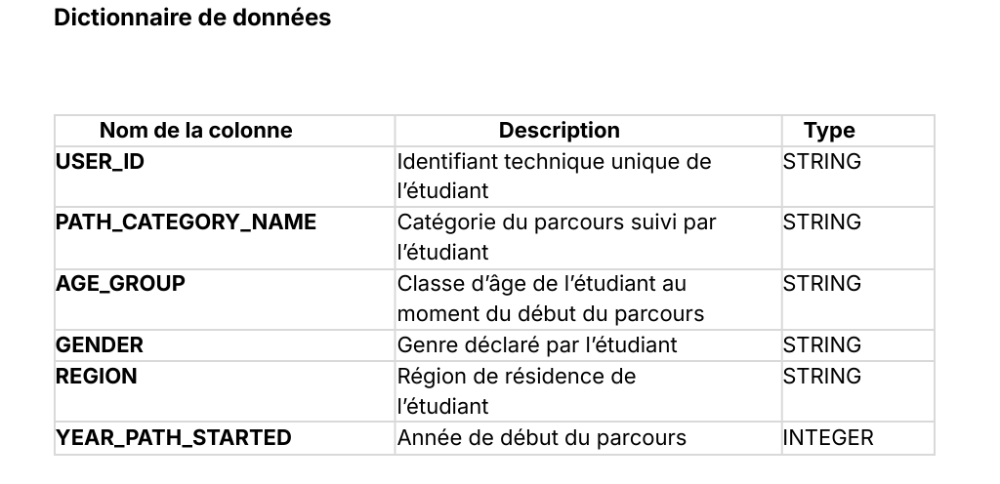 Dictionnaire de données
Nom de la colonne Description Type
USER_ID Identifiant technique unique de STRING
l’étudiant
PATH_CATEGORY_NAME Catégorie du parcours suivi par STRING
l’étudiant
AGE_GROUP Classe d’âge de l’étudiant au STRING
moment du début du parcours
GENDER Genre déclaré par l’étudiant STRING
REGION Région de résidence de STRING
l’étudiant
YEAR_PATH_STARTED Année de début du parcours INTEGER